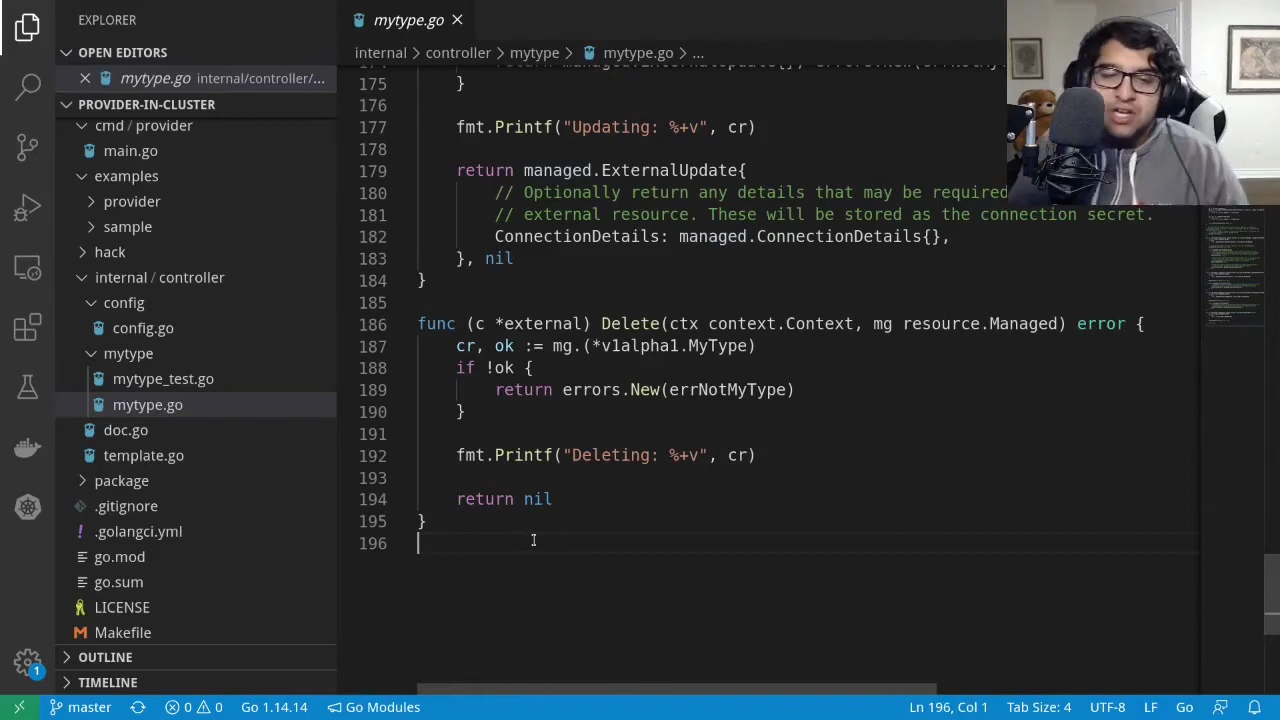 EXPLORER
OPEN EDITORS
mytype.go internal/controller/...
PROVIDER-IN-CLUSTER
cmd / provider
main.go
examples
provider
sample
hack
internal / controller
config
config.go
mytype
mytype_test.go
mytype.go
doc.go
template.go
package
.gitignore
.golangci.yml
go.mod
go.sum
LICENSE
Makefile
OUTLINE
TIMELINE
mytype.go
internal > controller > mytype > mytype.go > ...
175 }
176
177 fmt.Printf("Updating: %+v", cr)
178
179 return managed.ExternalUpdate{
180 // Optionally return any details that may be required
181 // external resource. These will be stored as the connection secret.
182 ConnectionDetails: managed.ConnectionDetails{},
183 }, nil
184 }
185
186 func (c *external) Delete(ctx context.Context, mg resource.Managed) error {
187 cr, ok := mg.(*v1alpha1.MyType)
188 if !ok {
189 return errors.New(errNotMyType)
190 }
191
192 fmt.Printf("Deleting: %+v", cr)
193
194 return nil
195 }
196
1
master 0 0 Go 1.14.14 Go Modules Ln 196, Col 1 Tab Size: 4 UTF-8 LF Go